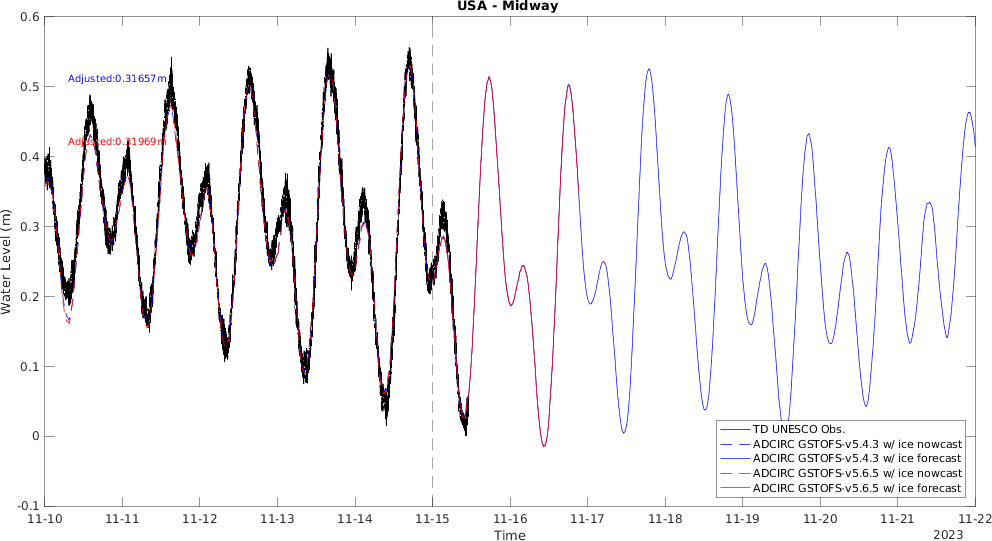 USA - Midway
0.6
0.5
0.4
0.3
0.2
0.1
0
-0.1
Water Level (m)
Adjusted:0.31657m
Adjusted:0.31969m
TD UNESCO Obs.
ADCIRC GSTOFS-v5.4.3 w/ ice nowcast
ADCIRC GSTOFS-v5.4.3 w/ ice forecast
ADCIRC GSTOFS-v5.6.5 w/ ice nowcast
ADCIRC GSTOFS-v5.6.5 w/ ice forecast
11-10 11-11 11-12 11-13 11-14 11-15 11-16 11-17 11-18 11-19 11-20 11-21 11-22
Time
2023